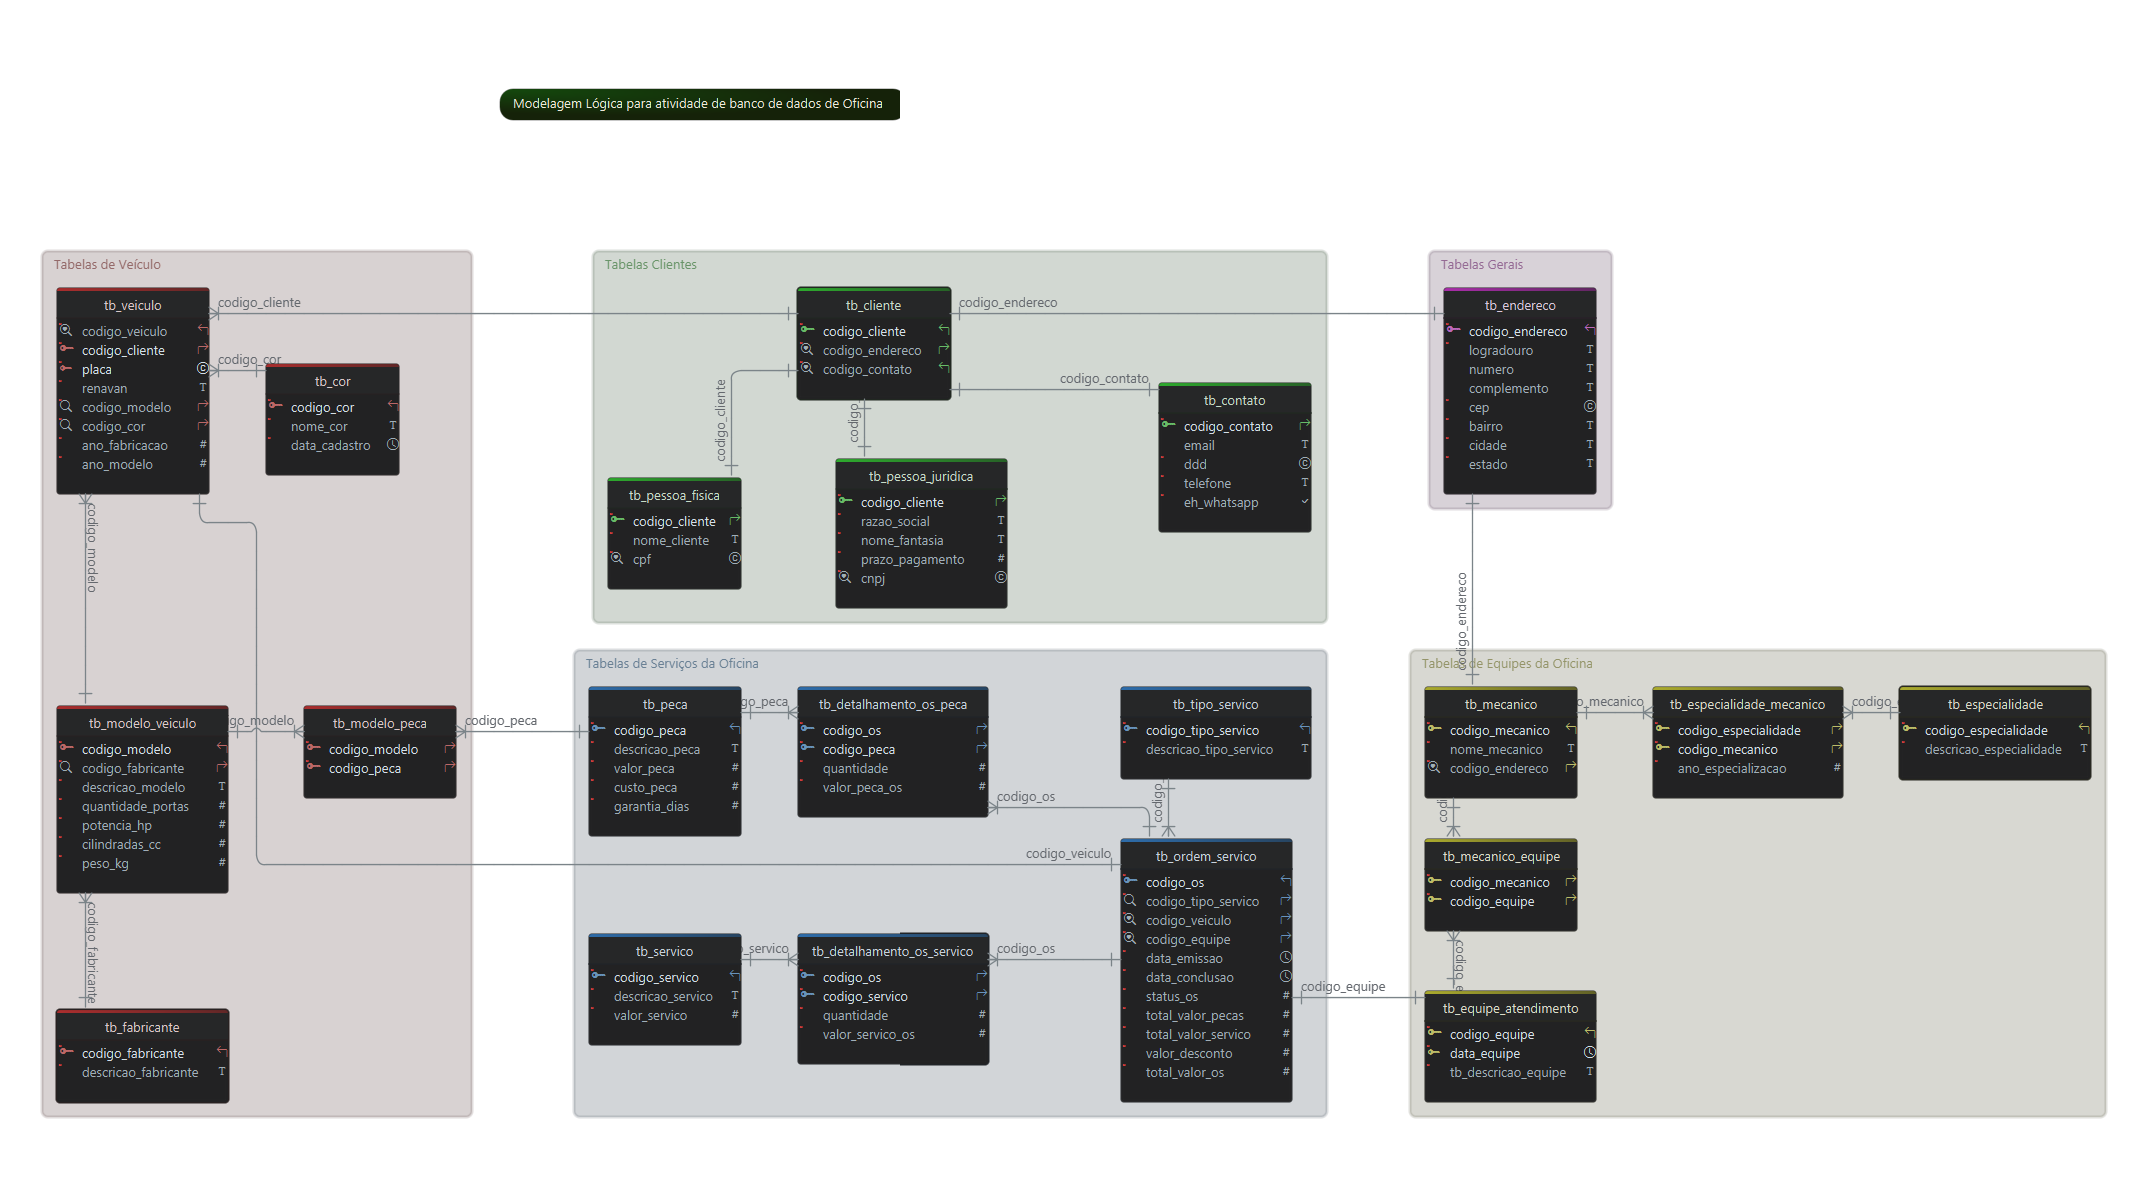 Modelagem Lógica para atividade de banco de dados de Oficina
Tabelas de Veículo
tb_veiculo
codigo_veiculo
codigo_cliente
placa
renavan
codigo_modelo
codigo_cor
ano_fabricacao
ano_modelo
codigo_cliente
codigo_cor
tb_cor
codigo_cor
nome_cor
data_cadastro
codigo_modelo
tb_modelo_veiculo
codigo_modelo
codigo_fabricante
descricao_modelo
quantidade_portas
potencia_hp
cilindradas_cc
peso_kg
go_modelo
tb_modelo_peca
codigo_modelo
codigo_peca
codigo_peca
codigo_fabricante
tb_fabricante
codigo_fabricante
descricao_fabricante
Tabelas Clientes
tb_cliente
codigo_cliente
codigo_endereco
codigo_contato
codigo_endereco
codigo_cliente
codigo_
codigo_contato
tb_contato
codigo_contato
email
ddd
telefone
eh_whatsapp
tb_pessoa_fisica
codigo_cliente
nome_cliente
cpf
tb_pessoa_juridica
codigo_cliente
razao_social
nome_fantasia
prazo_pagamento
cnpj
Tabelas Gerais
tb_endereco
codigo_endereco
logradouro
numero
complemento
cep
bairro
cidade
estado
codigo_endereco
Tabelas de Serviços da Oficina
tb_peca
codigo_peca
descricao_peca
valor_peca
custo_peca
garantia_dias
go_peca
tb_detalhamento_os_peca
codigo_os
codigo_peca
quantidade
valor_peca_os
codigo_os
tb_tipo_servico
codigo_tipo_servico
descricao_tipo_servico
codigo
codigo_veiculo
tb_ordem_servico
codigo_os
codigo_tipo_servico
codigo_veiculo
codigo_equipe
data_emissao
data_conclusao
status_os
total_valor_pecas
total_valor_servico
valor_desconto
total_valor_os
tb_servico
codigo_servico
descricao_servico
valor_servico
_servico
tb_detalhamento_os_servico
codigo_os
codigo_servico
quantidade
valor_servico_os
codigo_os
codigo_equipe
Tabelas de Equipes da Oficina
tb_mecanico
codigo_mecanico
nome_mecanico
codigo_endereco
o_mecanico
tb_especialidade_mecanico
codigo_especialidade
codigo_mecanico
ano_especializacao
codigo_
tb_especialidade
codigo_especialidade
descricao_especialidade
codi
tb_mecanico_equipe
codigo_mecanico
codigo_equipe
codigo_e
tb_equipe_atendimento
codigo_equipe
data_equipe
tb_descricao_equipe